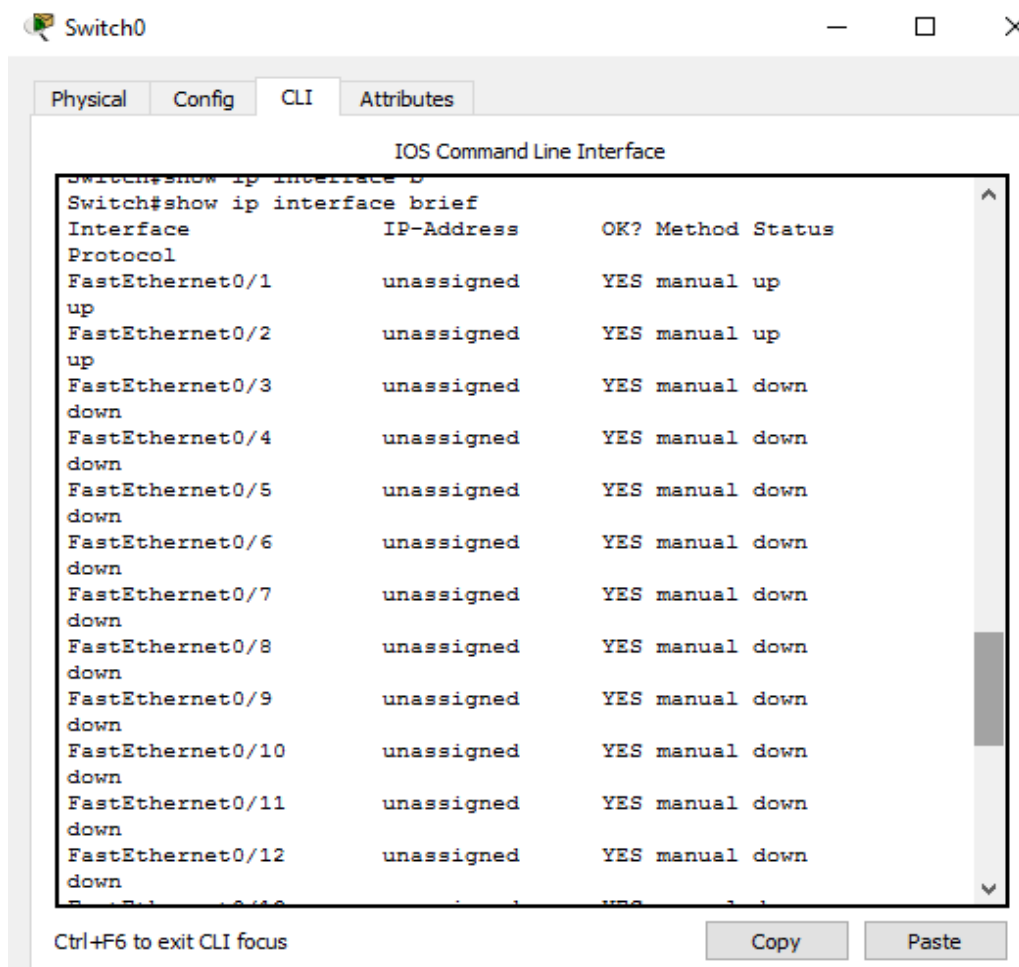 Switch0
Physical Config CLI Attributes
IOS Command Line Interface
Switch#show ip interface b
Switch#show ip interface brief
Interface IP-Address OK? Method Status
Protocol
FastEthernet0/1 unassigned YES manual up
up
FastEthernet0/2 unassigned YES manual up
up
FastEthernet0/3 unassigned YES manual down
down
FastEthernet0/4 unassigned YES manual down
down
FastEthernet0/5 unassigned YES manual down
down
FastEthernet0/6 unassigned YES manual down
down
FastEthernet0/7 unassigned YES manual down
down
FastEthernet0/8 unassigned YES manual down
down
FastEthernet0/9 unassigned YES manual down
down
FastEthernet0/10 unassigned YES manual down
down
FastEthernet0/11 unassigned YES manual down
down
FastEthernet0/12 unassigned YES manual down
down
Ctrl+F6 to exit CLI focus
Copy Paste